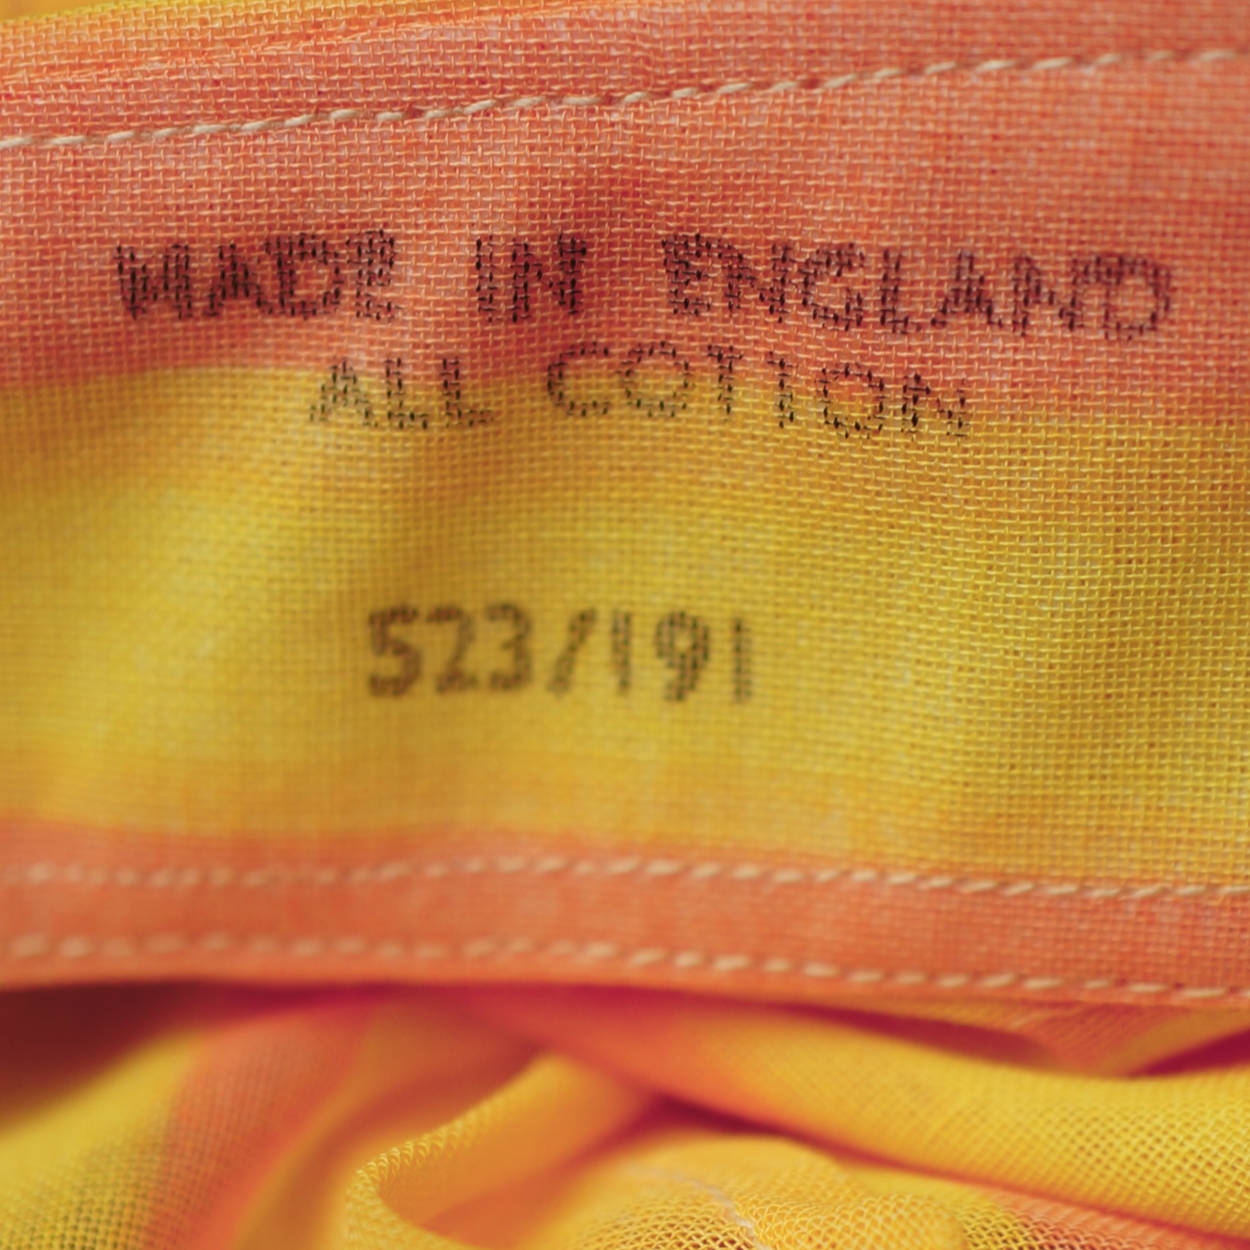 MADE IN ENGLAND
ALL COTTON
523/191